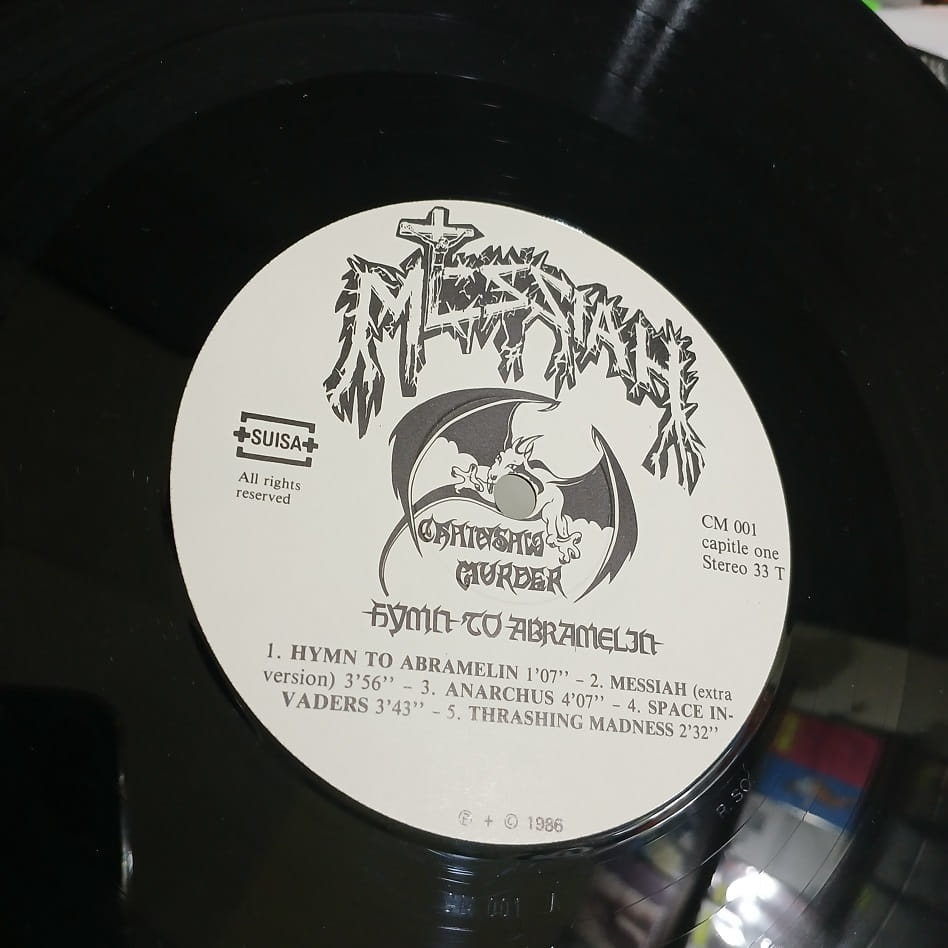 MESSIAH
+SUISA+
All rights
reserved
CM 001
capitle one
Stereo 33 T
CHAINSAW
MURDER
HYMN TO ABRAMELIN
1. HYMN TO ABRAMELIN 1'07'' – 2. MESSIAH (extra
version) 3'56'' – 3. ANARCHUS 4'07'' – 4. SPACE IN-
VADERS 3'43'' – 5. THRASHING MADNESS 2'32''
Ⓟ + © 1986
001